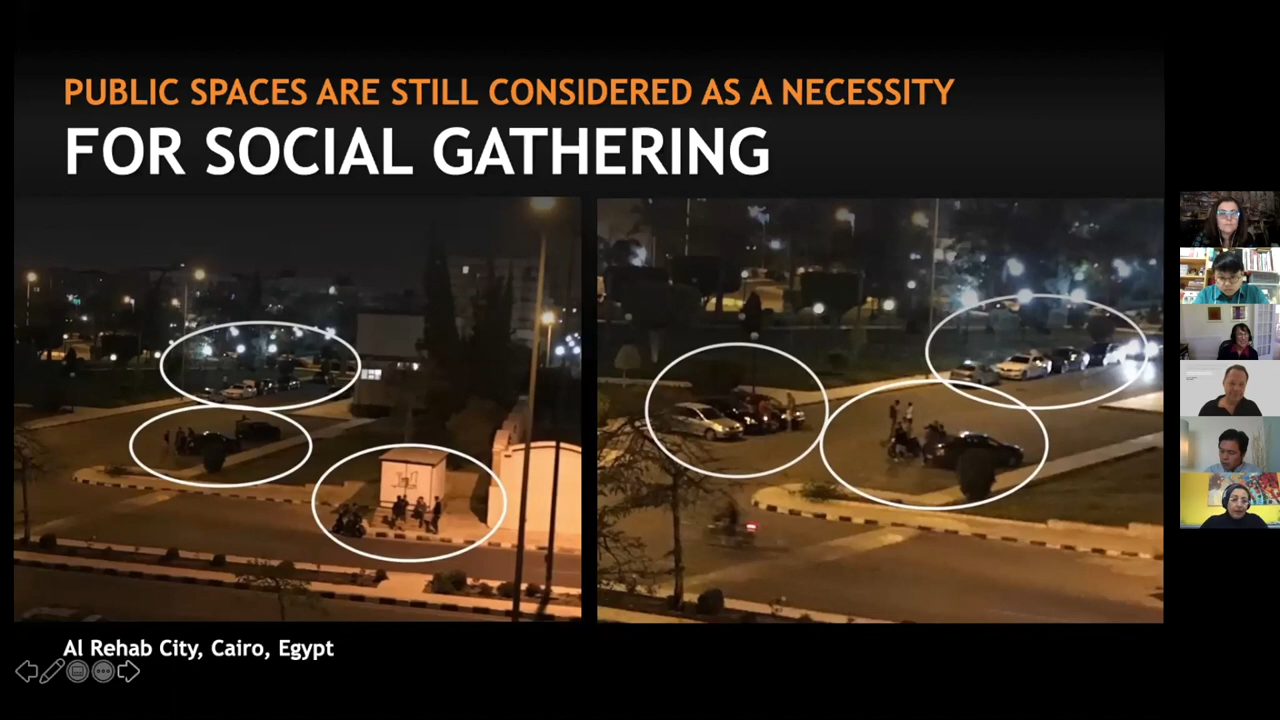 PUBLIC SPACES ARE STILL CONSIDERED AS A NECESSITY
FOR SOCIAL GATHERING
Al Rehab City, Cairo, Egypt